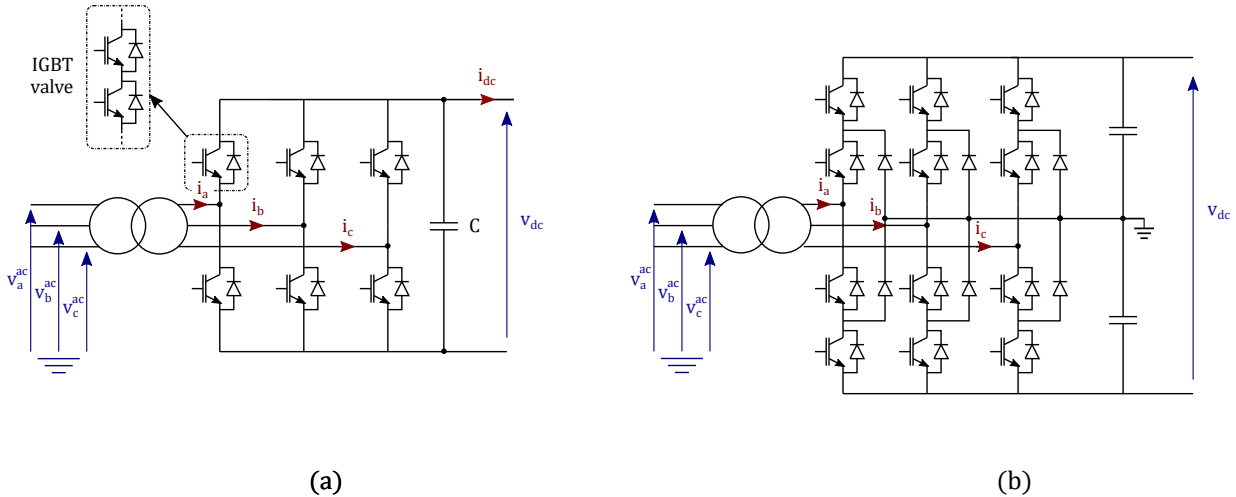 IGBT
valve
i_dc
i_a
i_b
i_c
C
v_dc
v_a^ac
v_b^ac
v_c^ac
(a)
i_a
i_b
i_c
v_dc
v_a^ac
v_b^ac
v_c^ac
(b)